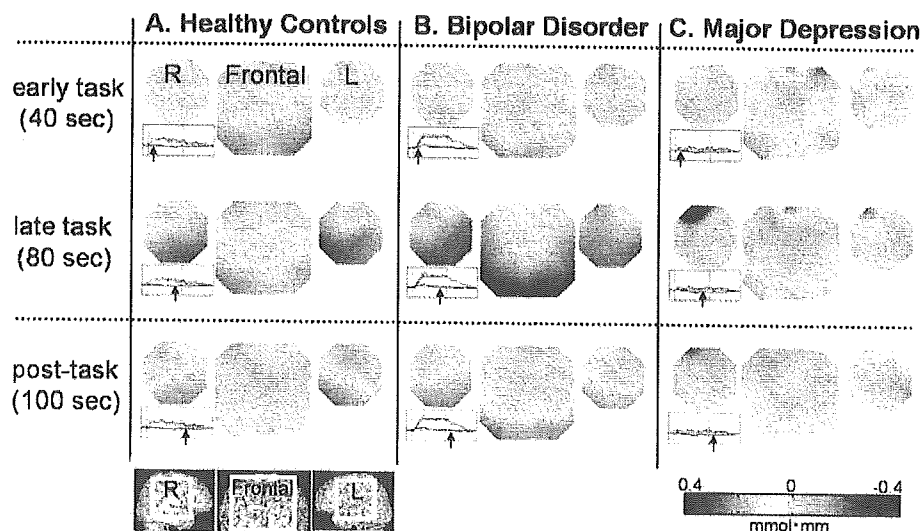 A. Healthy Controls
B. Bipolar Disorder
C. Major Depression
early task
(40 sec)
R
Frontal
L
late task
(80 sec)
post-task
(100 sec)
R
Frontal
L
0.4
0
-0.4
mmol·mm